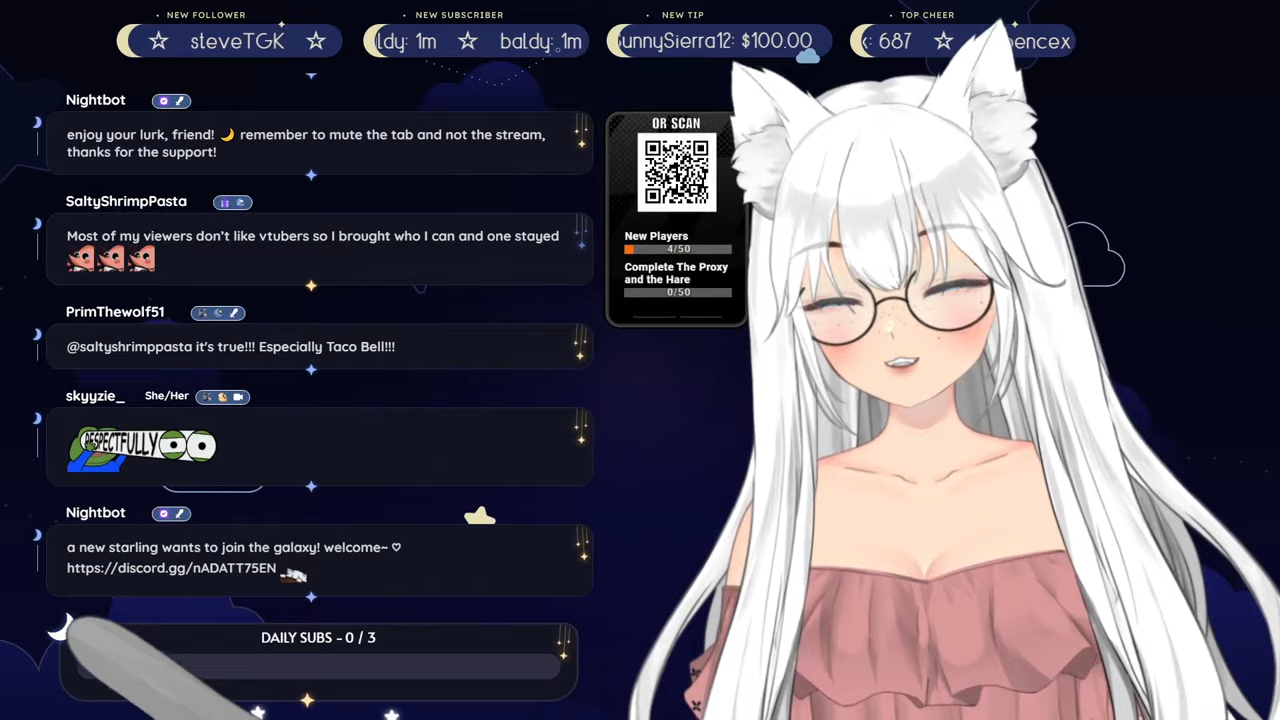 NEW FOLLOWER
NEW SUBSCRIBER
NEW TIP
TOP CHEER
steveTGK
ldy: 1m
baldy: 1m
SunnySierra12: $100.00
: 687
pencex
Nightbot
enjoy your lurk, friend! 🌙 remember to mute the tab and not the stream,
thanks for the support!
SaltyShrimpPasta
Most of my viewers don't like vtubers so I brought who I can and one stayed
PrimThewolf51
@saltyshrimppasta it's true!!! Especially Taco Bell!!!
skyyzie_ She/Her
RESPECTFULLY
Nightbot
a new starling wants to join the galaxy! welcome~ ♡
https://discord.gg/nADATT75EN
DAILY SUBS - 0 / 3
OR SCAN
New Players
4/50
Complete The Proxy
and the Hare
0/50